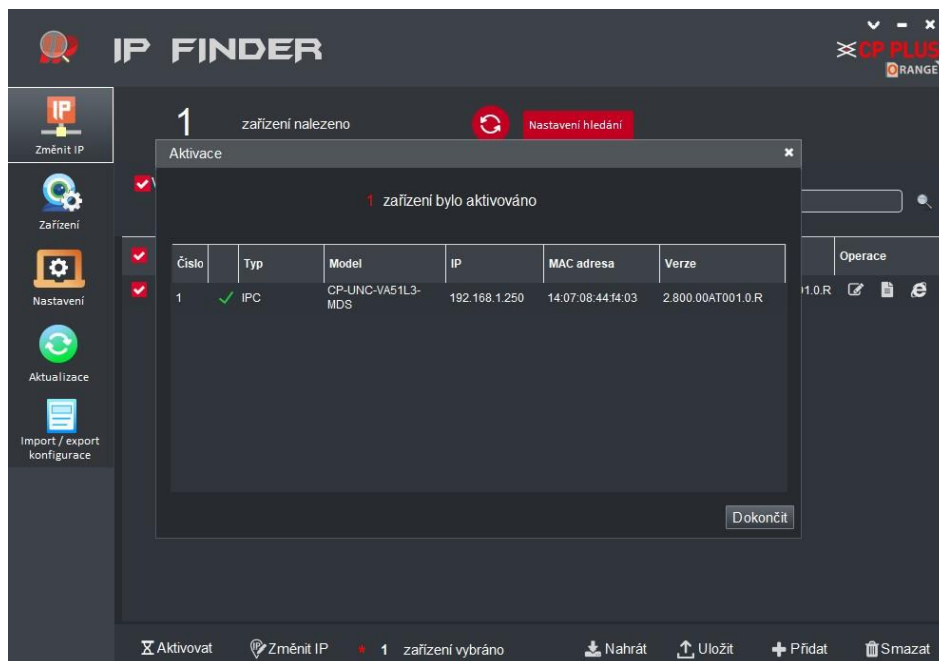 IP FINDER
CP PLUS
ORANGE
IP
Změnit IP
1 zařízení nalezeno
Nastavení hledání
Aktivace
1 zařízení bylo aktivováno
Zařízení
Číslo Typ Model IP MAC adresa Verze
Operace
1 IPC CP-UNC-VA51L3-MDS 192.168.1.250 14:07:08:44:f4:03 2.800.00AT001.0.R
1.0.R
Nastavení
Aktualizace
Import / export
konfigurace
Dokončit
Aktivovat Změnit IP * 1 zařízení vybráno Nahrát Uložit Přidat Smazat